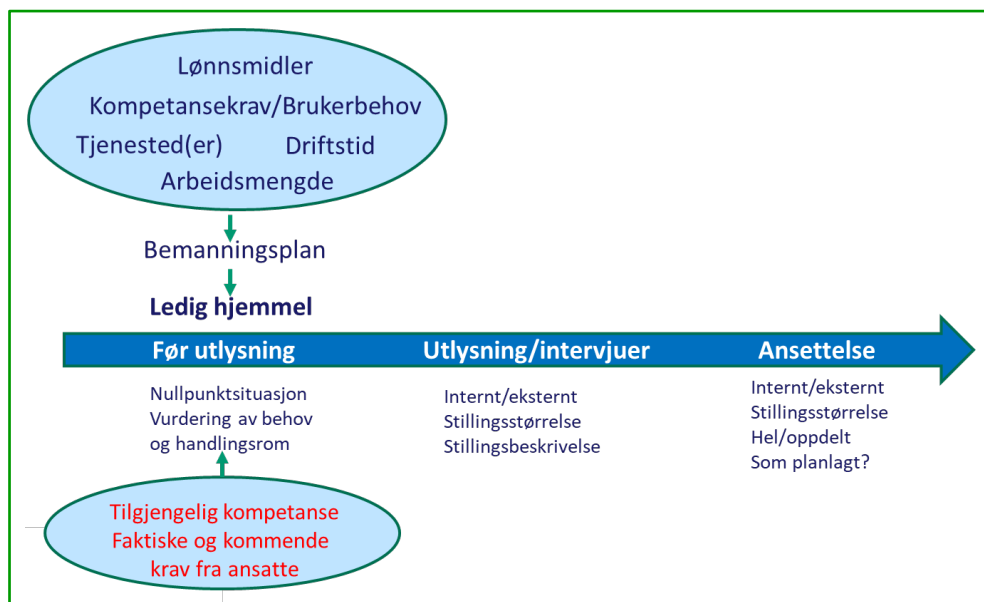 Lønnsmidler
Kompetansekrav/Brukerbehov
Tjenested(er) Driftstid
Arbeidsmengde
Bemanningsplan
Ledig hjemmel
Før utlysning Utlysning/intervjuer Ansettelse
Nullpunktsituasjon
Vurdering av behov
og handlingsrom
Internt/eksternt
Stillingsstørrelse
Stillingsbeskrivelse
Internt/eksternt
Stillingsstørrelse
Hel/oppdelt
Som planlagt?
Tilgjengelig kompetanse
Faktiske og kommende
krav fra ansatte